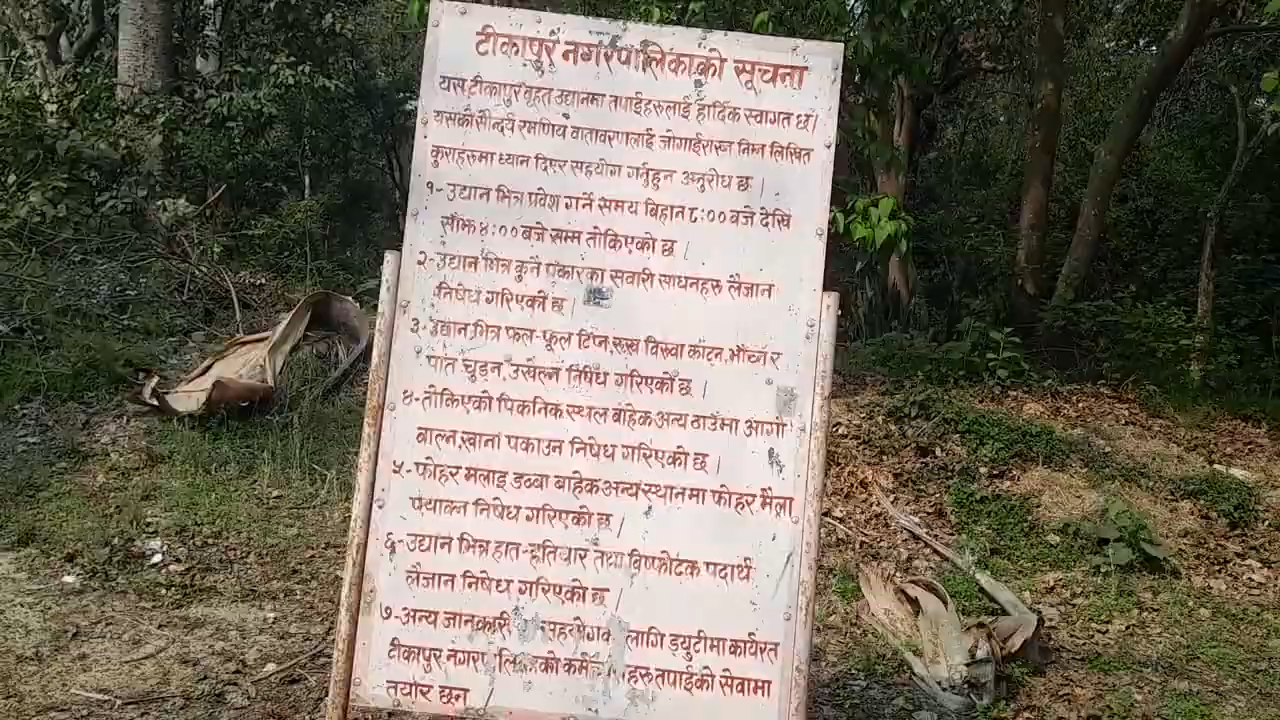 टीकापुर नगरपालिकाको सूचना
यस टीकापुर बृहत उद्यानमा तपाईहरुलाई हार्दिक स्वागत छ।
यसको सौन्दर्य रमणिय वातावरणलाई जोगाईराख्न निम्न लिखित
कुराहरुमा ध्यान दिएर सहयोग गर्नुहुन अनुरोध छ ।
१- उद्यान भित्र प्रवेश गर्ने समय बिहान ८:०० बजे देखि
साँझ ४:०० बजे सम्म तोकिएको छ ।
२- उद्यान भित्र कुनै प्रकारका सवारी साधनहरु लैजान
निषेध गरिएको छ ।
३- उद्यान भित्र फल-फूल टिप्न, रुख विरुवा काट्न,
पात चुड्न, उखेल्न निषेध गरिएको छ ।
४- तोकिएको पिकनिक स्थल बाहेक अन्य ठाउँमा आगो
बाल्न, खाना पकाउन निषेध गरिएको छ ।
५- फोहर मैलाइ डब्बा बाहेक अन्य स्थानमा फोहर मैला
फ्याक्न निषेध गरिएको छ ।
६- उद्यान भित्र हात-हतियार तथा विष्फोटक पदार्थ
लैजान निषेध गरिएको छ ।
७- अन्य जानकारी लागि ड्युटीमा कार्यरत
टीकापुर हरु तपाईको सेवामा
तयार छन